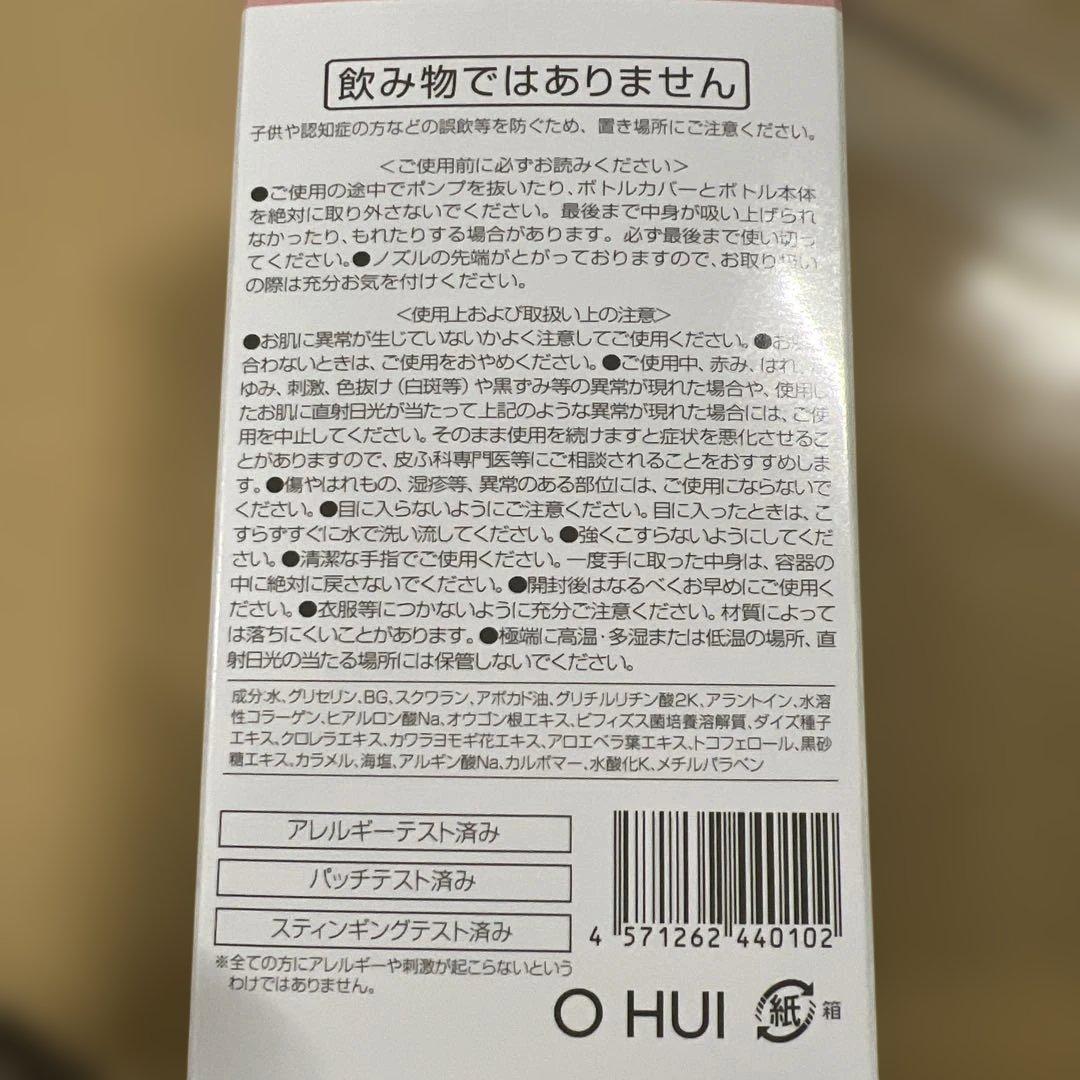 飲み物ではありません
子供や認知症の方などの誤飲等を防ぐため、置き場所にご注意ください。
＜ご使用前に必ずお読みください＞
●ご使用の途中でポンプを抜いたり、ボトルカバーとボトル本体
を絶対に取り外さないでください。最後まで中身が吸い上げられ
なかったり、もれたりする場合があります。必ず最後まで使い切っ
てください。●ノズルの先端がとがっておりますので、お取り扱い
の際は充分お気を付けください。
＜使用上および取扱い上の注意＞
●お肌に異常が生じていないかよく注意してご使用ください。●お
合わないときは、ご使用をおやめください。●ご使用中、赤み、はれ、
ゆみ、刺激、色抜け（白斑等）や黒ずみ等の異常が現れた場合や、使用し
たお肌に直射日光が当たって上記のような異常が現れた場合には、ご使
用を中止してください。そのまま使用を続けますと症状を悪化させるこ
とがありますので、皮ふ科専門医等にご相談されることをおすすめしま
す。●傷やはれもの、湿疹等、異常のある部位には、ご使用にならないで
ください。●目に入らないようにご注意ください。目に入ったときは、こ
すらずすぐに水で洗い流してください。●強くこすらないようにしてくだ
さい。●清潔な手指でご使用ください。一度手に取った中身は、容器の
中に絶対に戻さないでください。●開封後はなるべくお早めにご使用く
ださい。●衣服等につかないように充分ご注意ください。材質によって
は落ちにくいことがあります。●極端に高温・多湿または低温の場所、直
射日光の当たる場所には保管しないでください。
成分:水、グリセリン、BG、スクワラン、アボカド油、グリチルリチン酸2K、アラントイン、水溶
性コラーゲン、ヒアルロン酸Na、オウゴン根エキス、ビフィズス菌培養溶解質、ダイズ種子
エキス、クロレラエキス、カワラヨモギ花エキス、アロエベラ葉エキス、トコフェロール、黒砂
糖エキス、カラメル、海塩、アルギン酸Na、カルボマー、水酸化K、メチルパラベン
アレルギーテスト済み
パッチテスト済み
スティンギングテスト済み
※全ての方にアレルギーや刺激が起こらないという
わけではありません。
4 571262 440102
O HUI
紙 箱